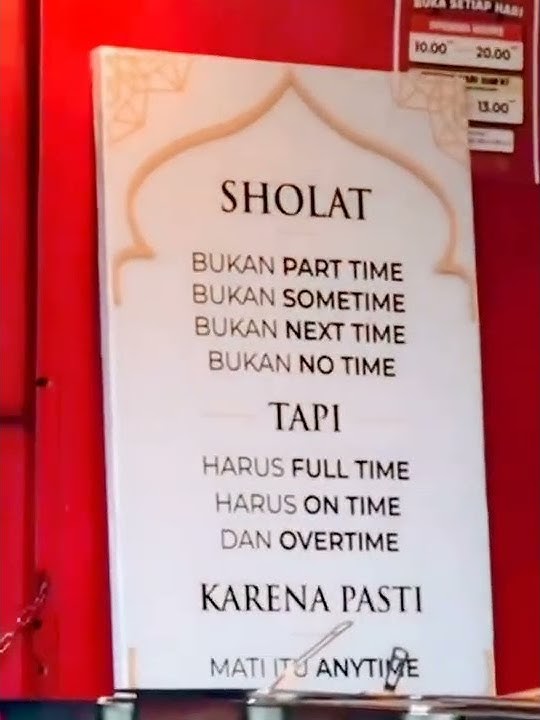 BUKA SETIAP HARI
10.00 20.00
13.00
SHOLAT
BUKAN PART TIME
BUKAN SOMETIME
BUKAN NEXT TIME
BUKAN NO TIME
TAPI
HARUS FULL TIME
HARUS ON TIME
DAN OVERTIME
KARENA PASTI
MATI ITU ANYTIME